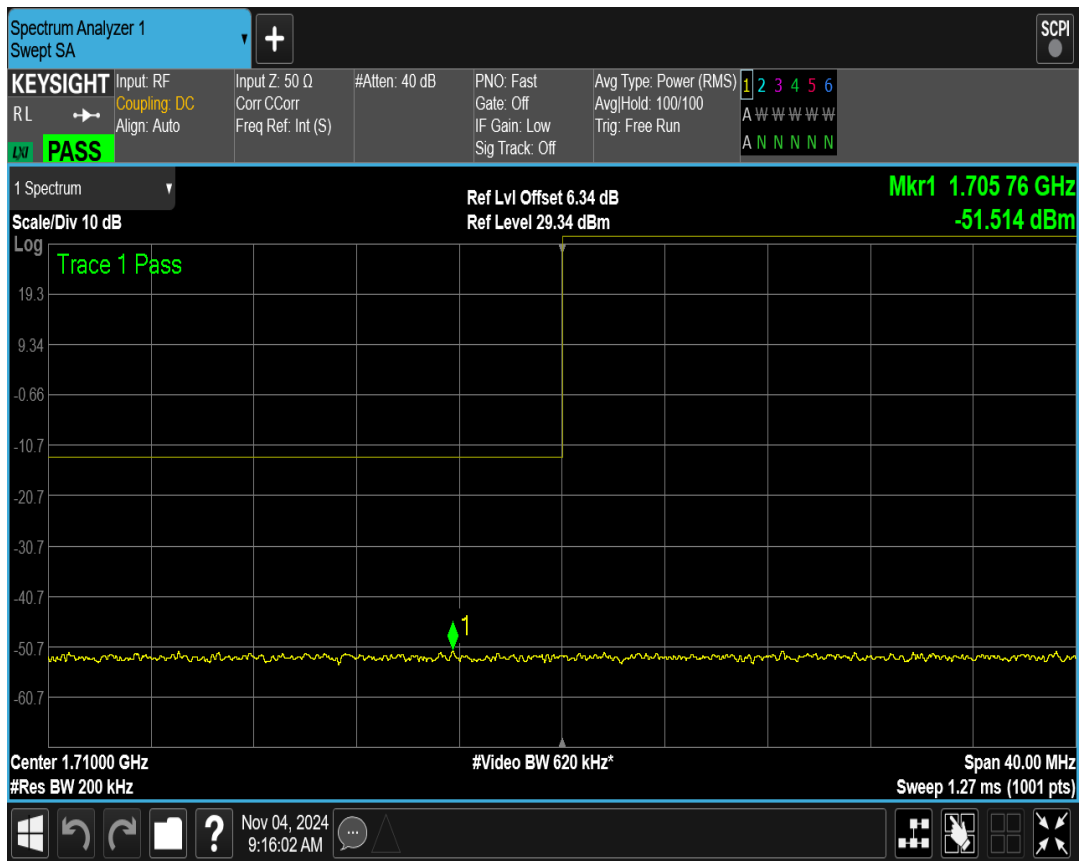 Spectrum Analyzer 1
Swept SA
SCPI
KEYSIGHT
RL
LXI PASS
Input: RF
Coupling: DC
Align: Auto
Input Z: 50 Ω
Corr CCorr
Freq Ref: Int (S)
#Atten: 40 dB
PNO: Fast
Gate: Off
IF Gain: Low
Sig Track: Off
Avg Type: Power (RMS)
Avg|Hold: 100/100
Trig: Free Run
1 2 3 4 5 6
A W W W W W
A N N N N N
1 Spectrum
Scale/Div 10 dB
Ref Lvl Offset 6.34 dB
Ref Level 29.34 dBm
Mkr1 1.705 76 GHz
-51.514 dBm
Log
Trace 1 Pass
19.3
9.34
-0.66
-10.7
-20.7
-30.7
-40.7
1
-50.7
-60.7
Center 1.71000 GHz
#Res BW 200 kHz
#Video BW 620 kHz*
Span 40.00 MHz
Sweep 1.27 ms (1001 pts)
?
Nov 04, 2024
9:16:02 AM